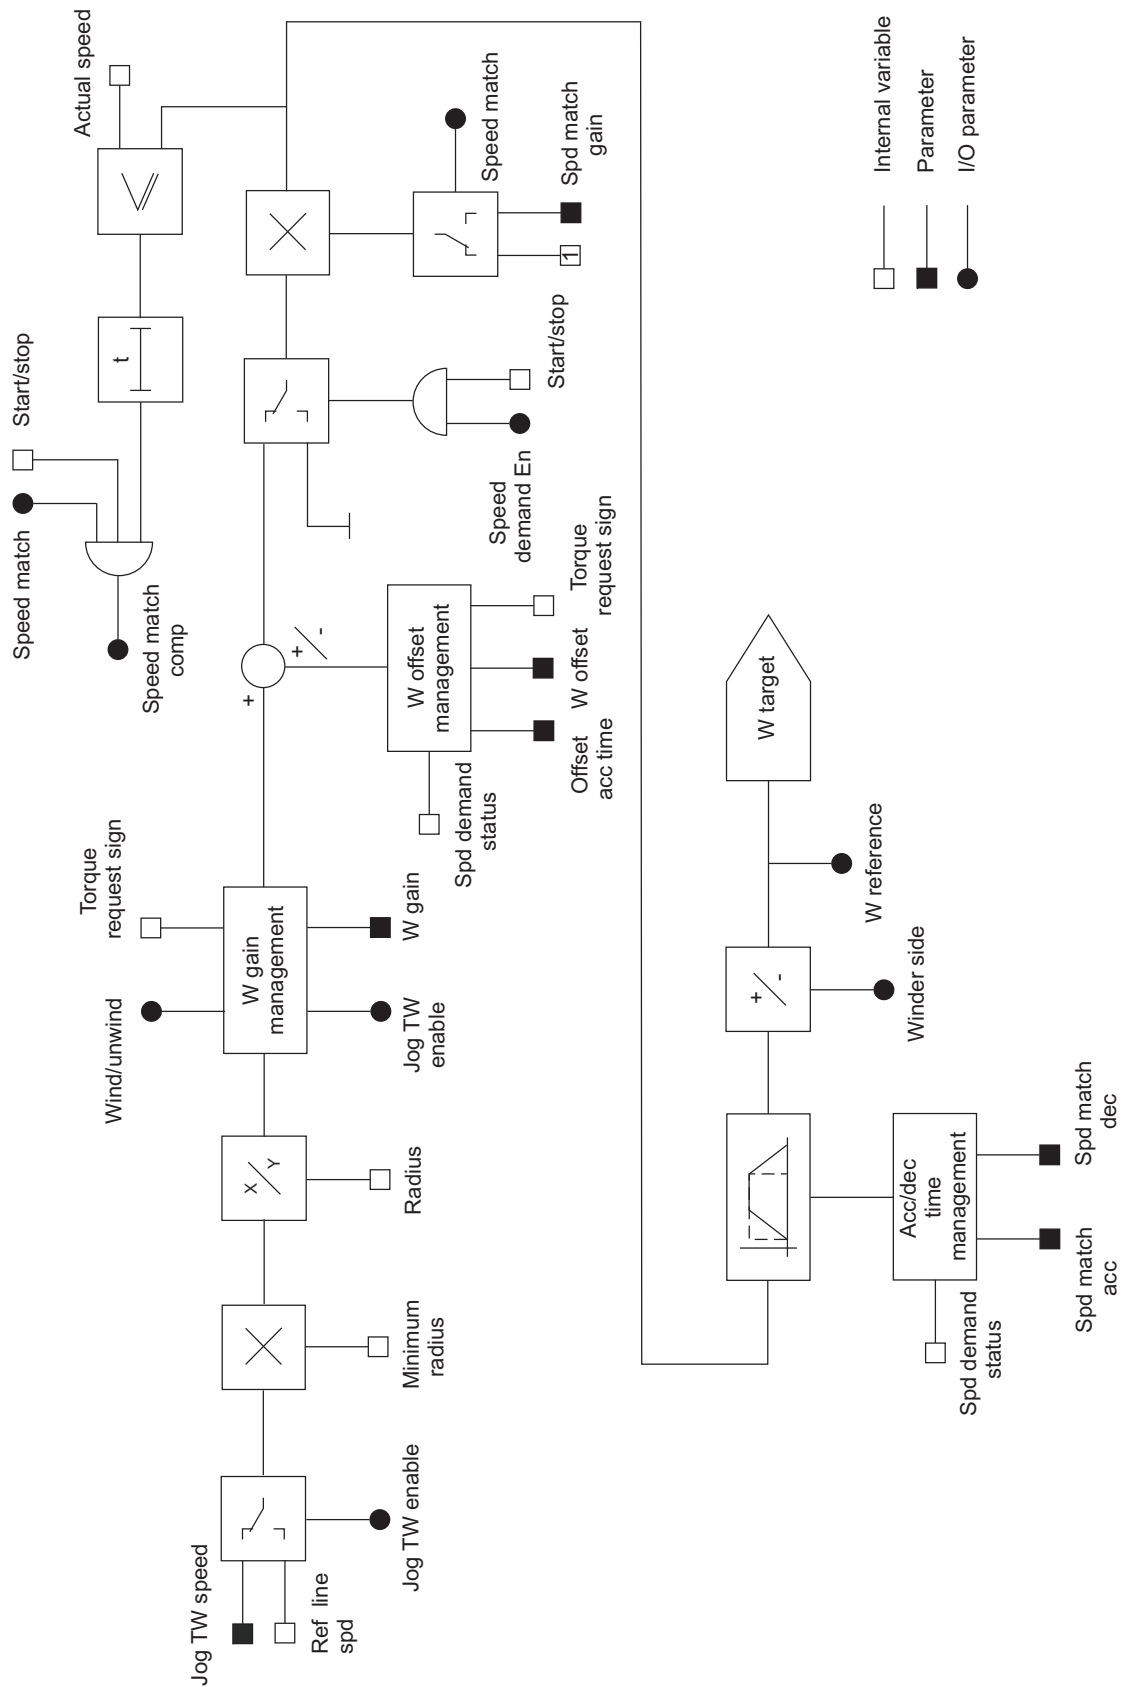 Jog TW speed
Ref line
spd
Jog TW enable
Minimum
radius
X
Y
Radius
Wind/unwind
Torque
request sign
W gain
management
Jog TW
enable
W gain
+
+
-
W offset
management
Spd demand
status
Offset
acc time
W offset
Torque
request sign
Speed match
Start/stop
Speed match
comp
t
Actual speed
Speed
demand En
Start/stop
1
Speed match
Spd match
gain
Spd demand
status
Acc/dec
time
management
Spd match
acc
Spd match
dec
+
-
Winder side
W reference
W target
Internal variable
Parameter
I/O parameter